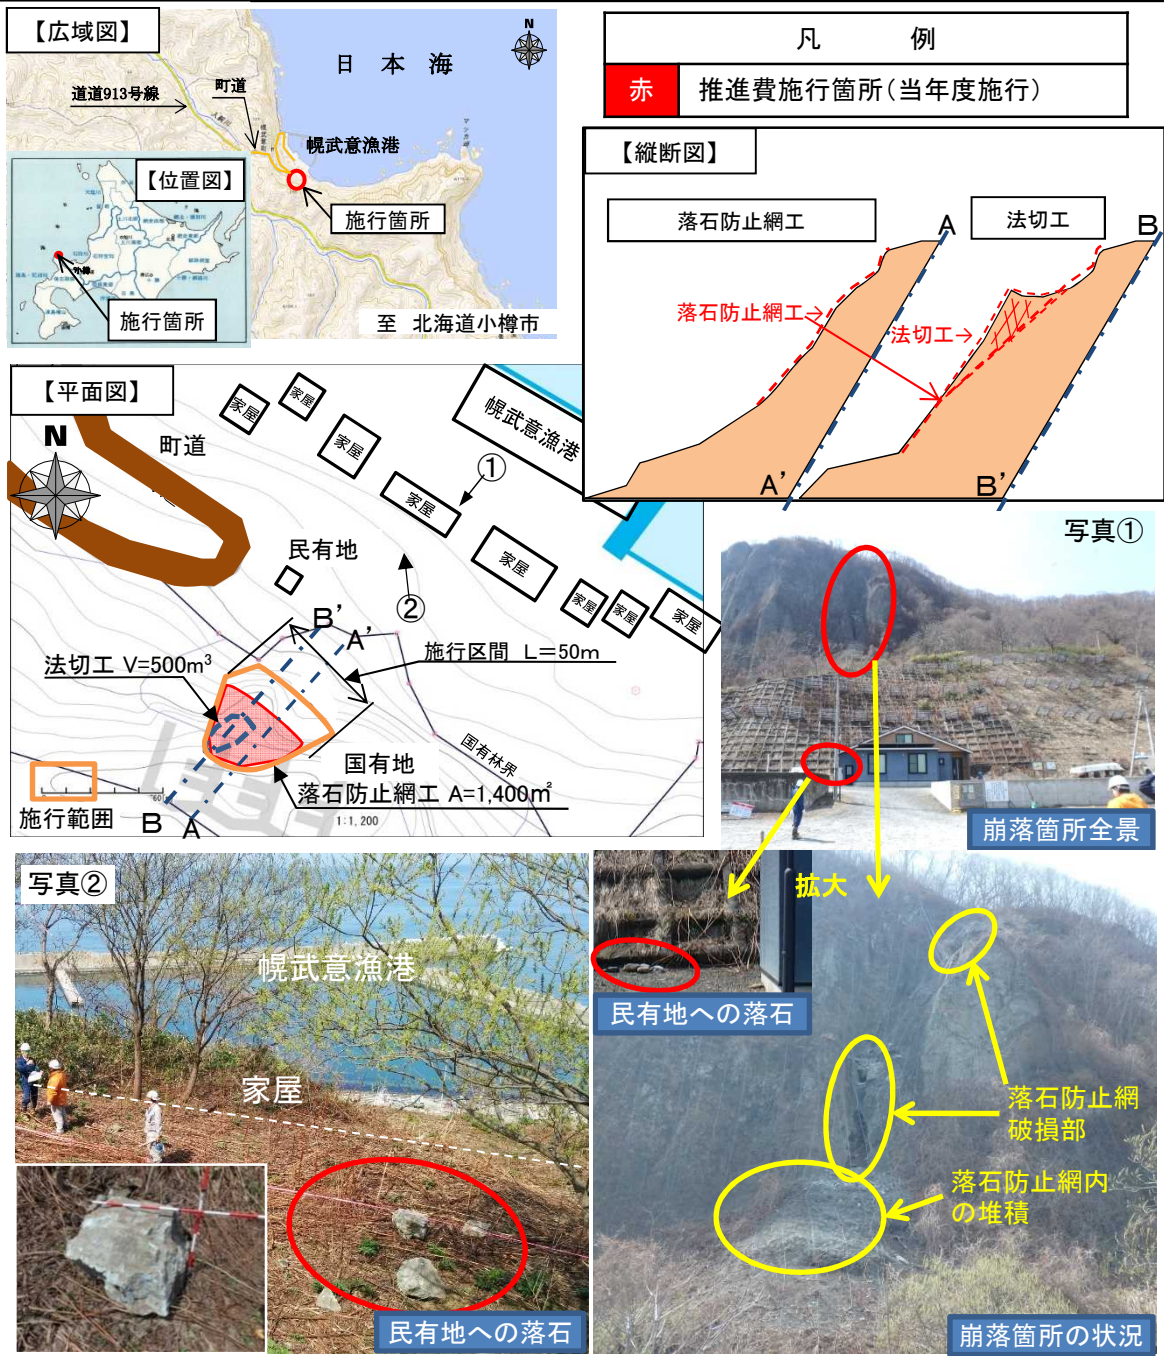 【広域図】
日本海
N
道道913号線
町道
幌武意漁港
施行箇所
至 北海道小樽市
【位置図】
小樽
施行箇所
凡 例
赤 推進費施行箇所(当年度施行)
【縦断図】
落石防止網工
法切工
A
B
落石防止網工
法切工→
A'
B'
【平面図】
N
町道
家屋
家屋
家屋
家屋
家屋
家屋
家屋
家屋
幌武意漁港
①
②
民有地
B'
A'
施行区間 L=50m
法切工 V=500m³
国有地
国有林界
落石防止網工 A=1,400㎡
施行範囲
60
B
A
1:1,200
写真①
崩落箇所全景
写真②
幌武意漁港
家屋
民有地への落石
拡大
民有地への落石
落石防止網
破損部
落石防止網内
の堆積
崩落箇所の状況